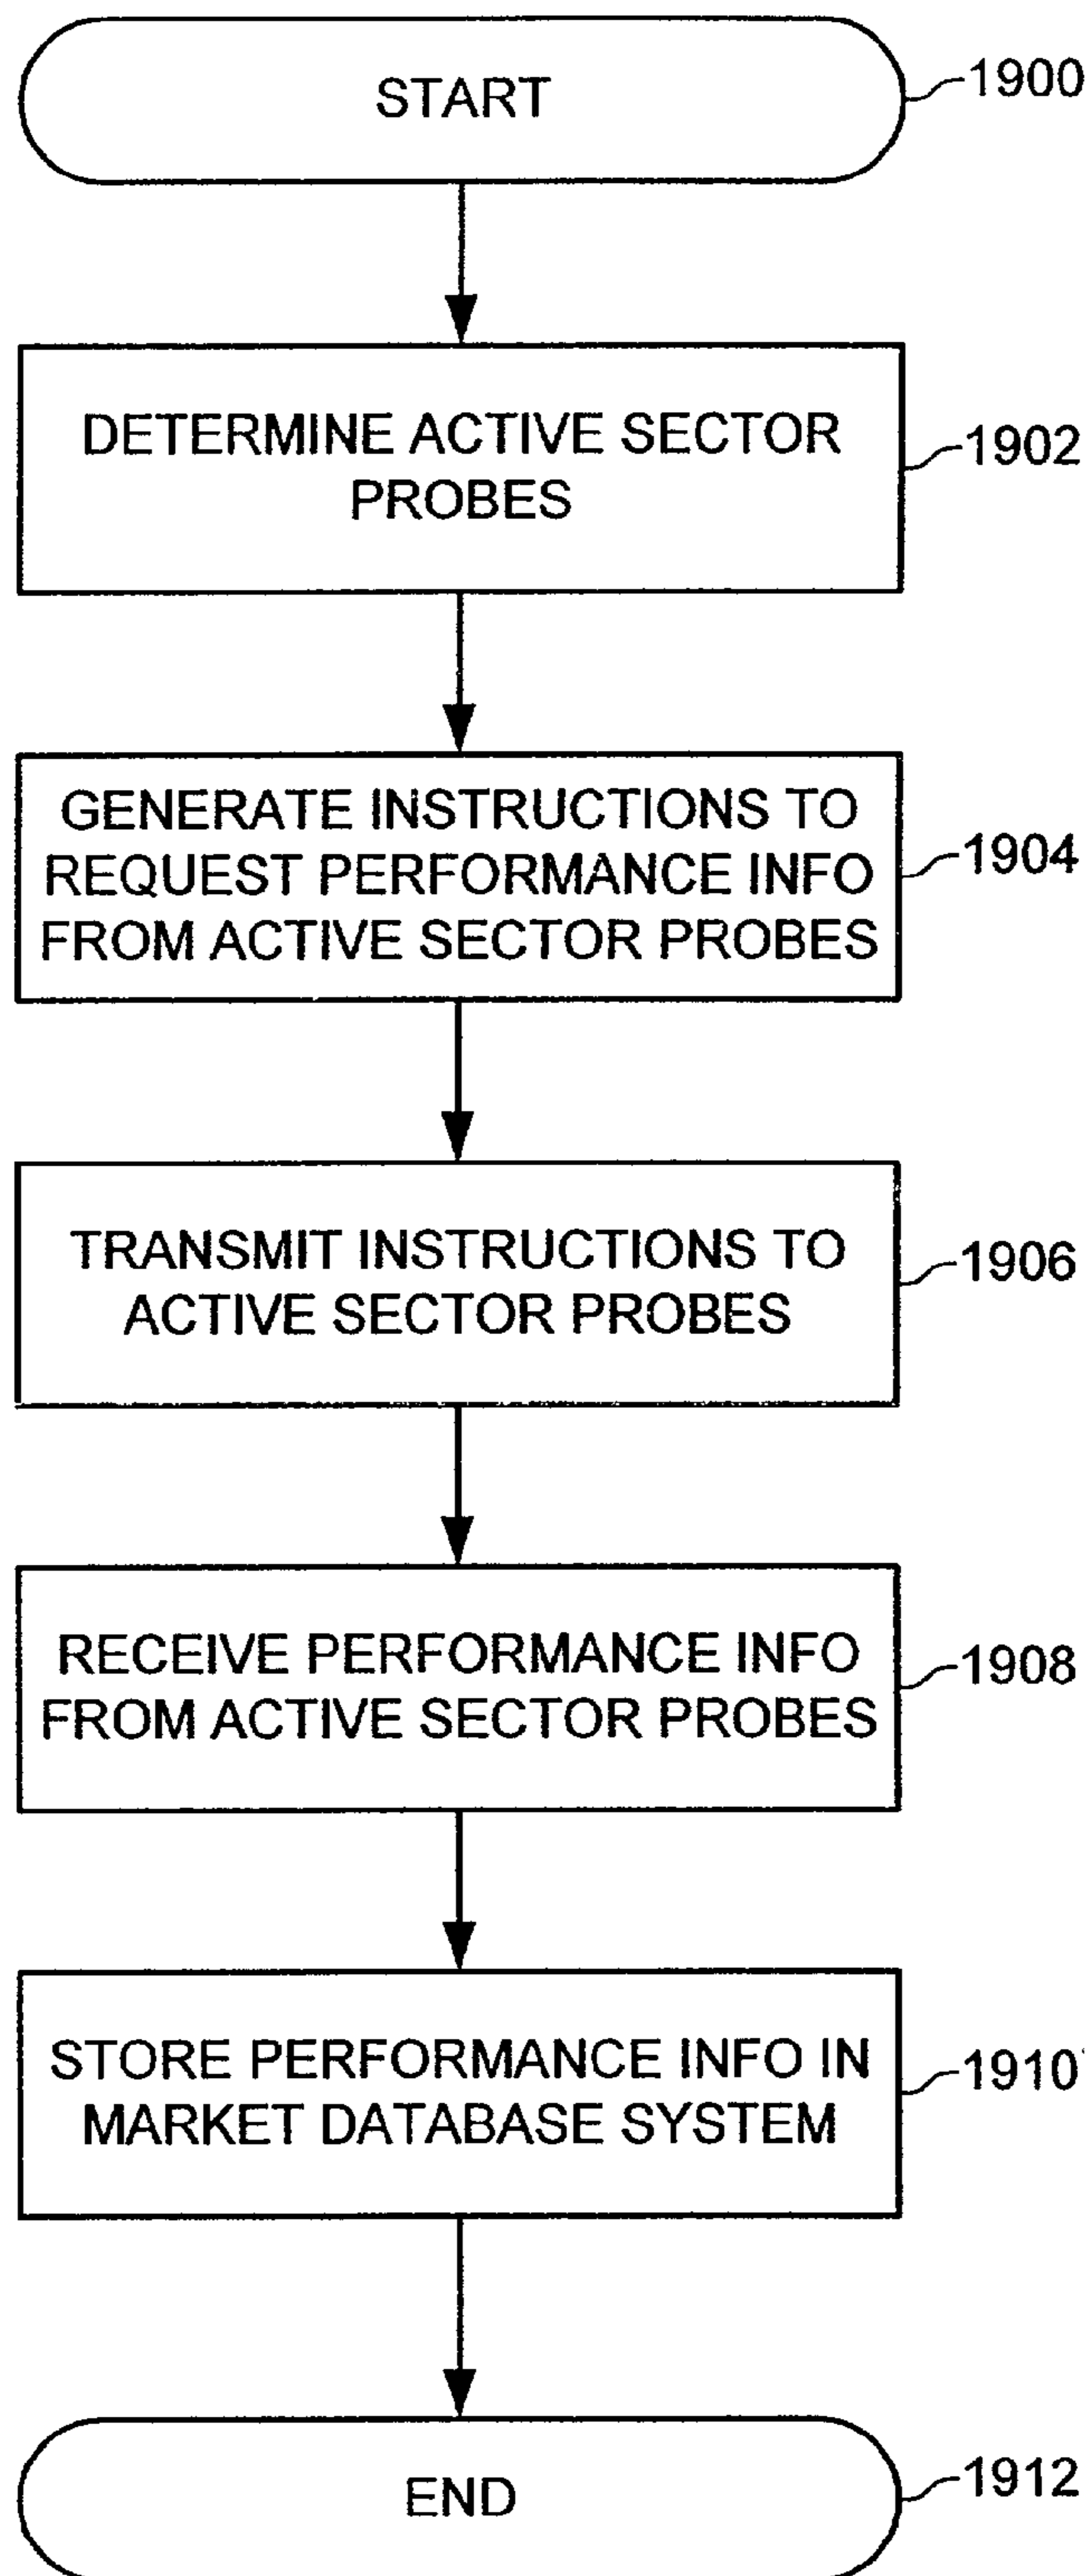 START
1900
DETERMINE ACTIVE SECTOR
PROBES
1902
GENERATE INSTRUCTIONS TO
REQUEST PERFORMANCE INFO
FROM ACTIVE SECTOR PROBES
1904
TRANSMIT INSTRUCTIONS TO
ACTIVE SECTOR PROBES
1906
RECEIVE PERFORMANCE INFO
FROM ACTIVE SECTOR PROBES
1908
STORE PERFORMANCE INFO IN
MARKET DATABASE SYSTEM
1910
END
1912